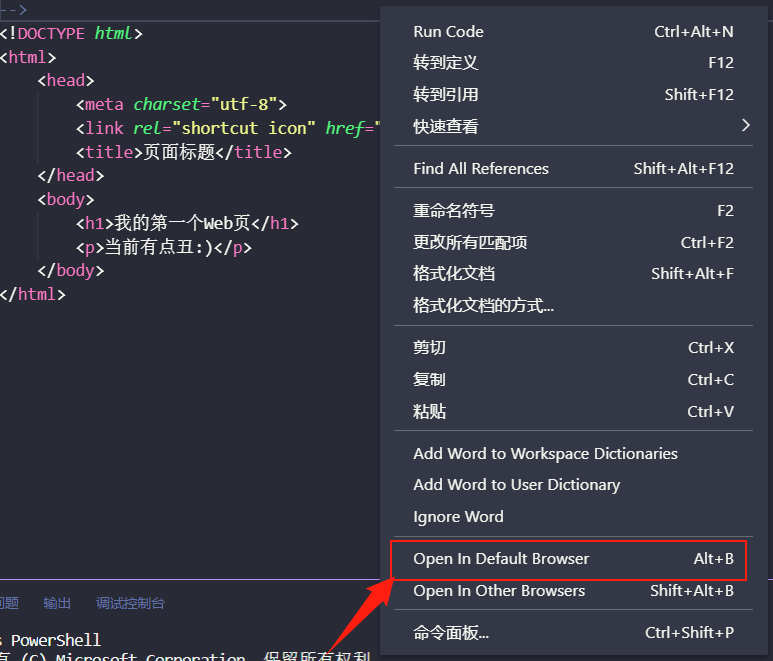 -->
<!DOCTYPE html>
<html>
<head>
<meta charset="utf-8">
<link rel="shortcut icon" href="
<title>页面标题</title>
</head>
<body>
<h1>我的第一个Web页</h1>
<p>当前有点丑:)</p>
</body>
</html>
Run Code Ctrl+Alt+N
转到定义 F12
转到引用 Shift+F12
快速查看
Find All References Shift+Alt+F12
重命名符号 F2
更改所有匹配项 Ctrl+F2
格式化文档 Shift+Alt+F
格式化文档的方式...
剪切 Ctrl+X
复制 Ctrl+C
粘贴 Ctrl+V
Add Word to Workspace Dictionaries
Add Word to User Dictionary
Ignore Word
Open In Default Browser Alt+B
Open In Other Browsers Shift+Alt+B
命令面板... Ctrl+Shift+P
问题 输出 调试控制台
s PowerShell
有 (C) Microsoft Corporation。保留所有权利